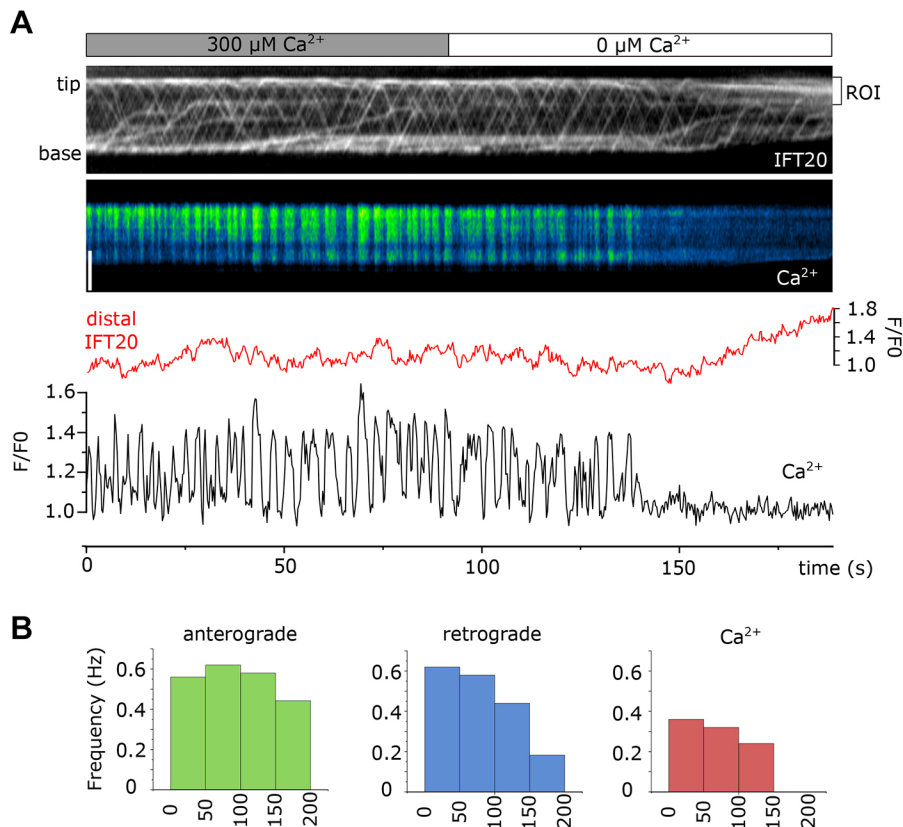 A
300 µM Ca²⁺ 0 µM Ca²⁺
tip
ROI
base
IFT20
Ca²⁺
distal
IFT20
1.8
1.4
1.0
F/F0
1.6
1.4
1.2
1.0
F/F0
Ca²⁺
0 50 100 150 time (s)
B
anterograde retrograde Ca²⁺
Frequency (Hz)
0.6 0.6 0.6
0.4 0.4 0.4
0.2 0.2 0.2
0 0 0
0 50 100 150 200 0 50 100 150 200 0 50 100 150 200